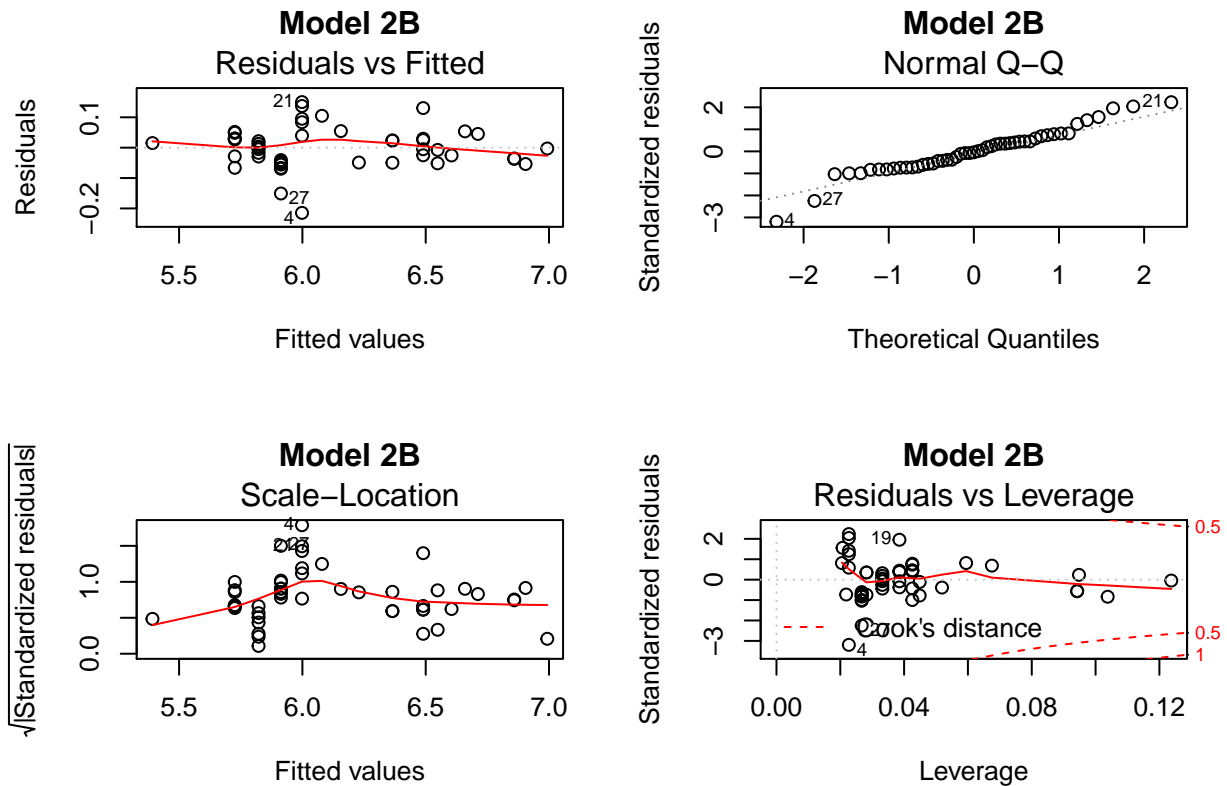 Model 2B
Residuals vs Fitted
Residuals
0.1
−0.2
21
27
4
5.5 6.0 6.5 7.0
Fitted values
Model 2B
Normal Q−Q
Standardized residuals
2
0
−3
21
27
4
−2 −1 0 1 2
Theoretical Quantiles
Model 2B
Scale−Location
√|Standardized residuals|
1.0
0.0
4
21 27
5.5 6.0 6.5 7.0
Fitted values
Model 2B
Residuals vs Leverage
Standardized residuals
2
0
−3
19
27
4
Cook's distance
0.5
0.5
1
0.00 0.04 0.08 0.12
Leverage